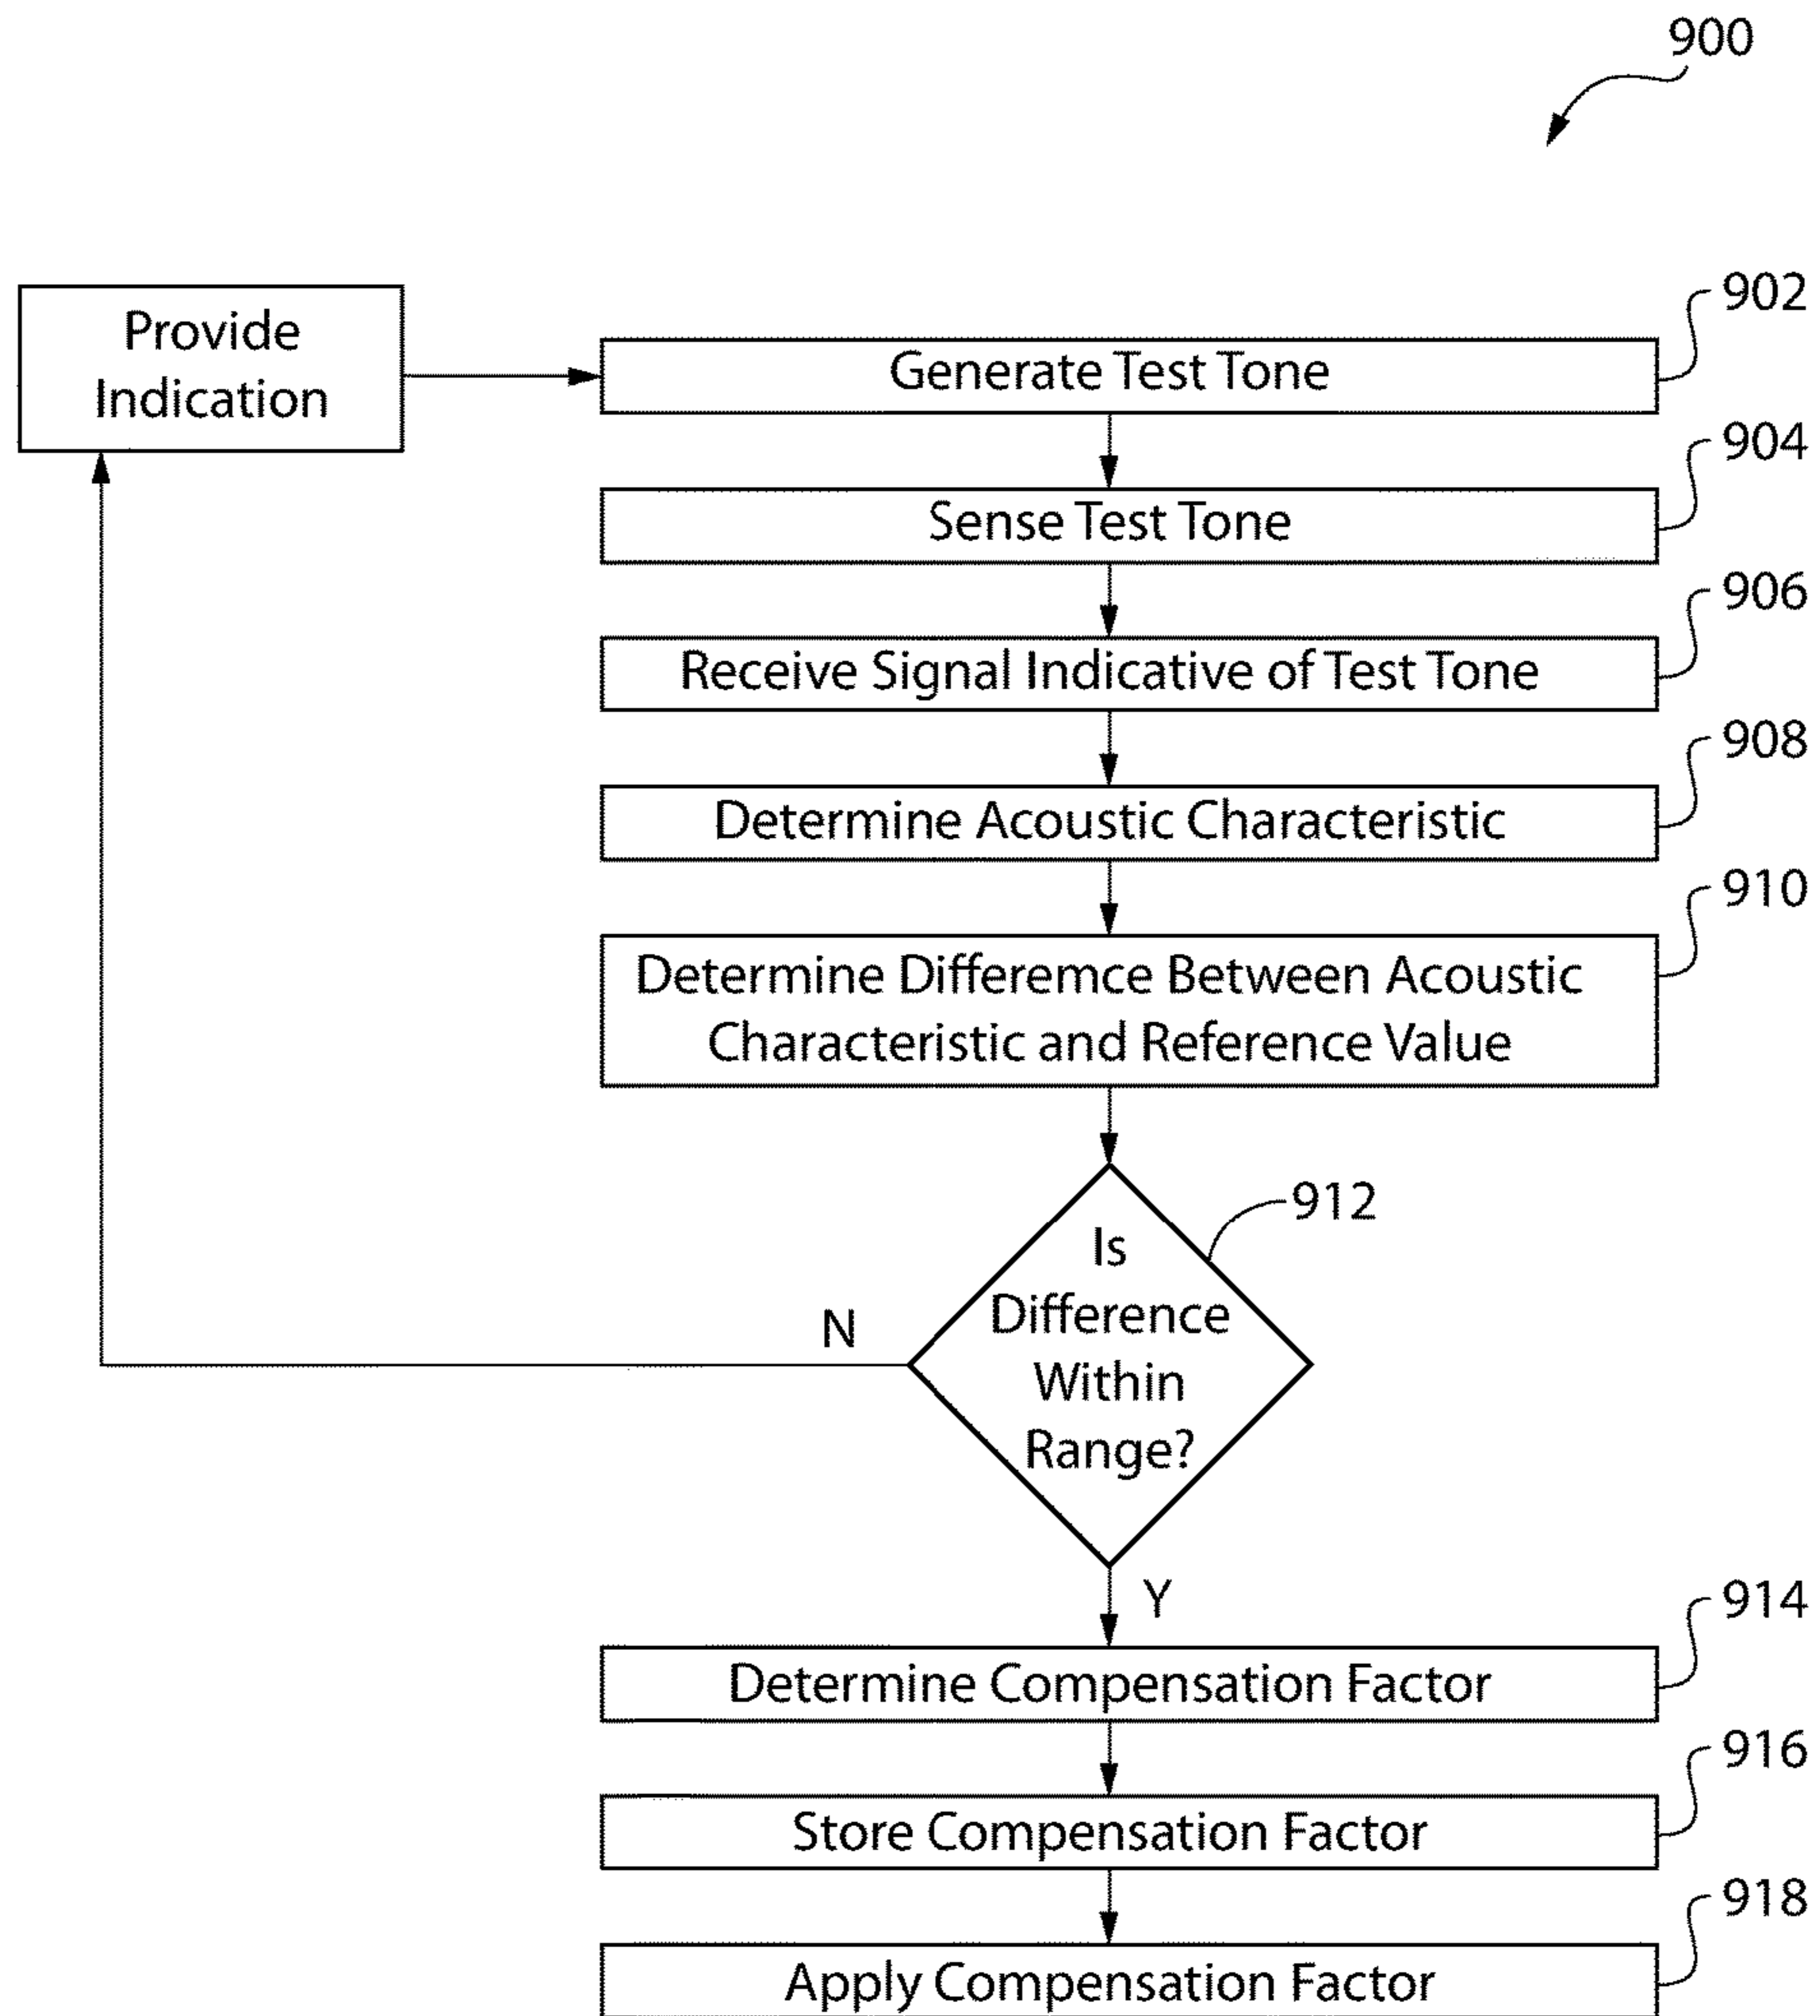 900
Provide
Indication
902
Generate Test Tone
904
Sense Test Tone
906
Receive Signal Indicative of Test Tone
908
Determine Acoustic Characteristic
910
Determine Differemce Between Acoustic
Characteristic and Reference Value
912
Is
Difference
Within
Range?
N
Y
914
Determine Compensation Factor
916
Store Compensation Factor
918
Apply Compensation Factor